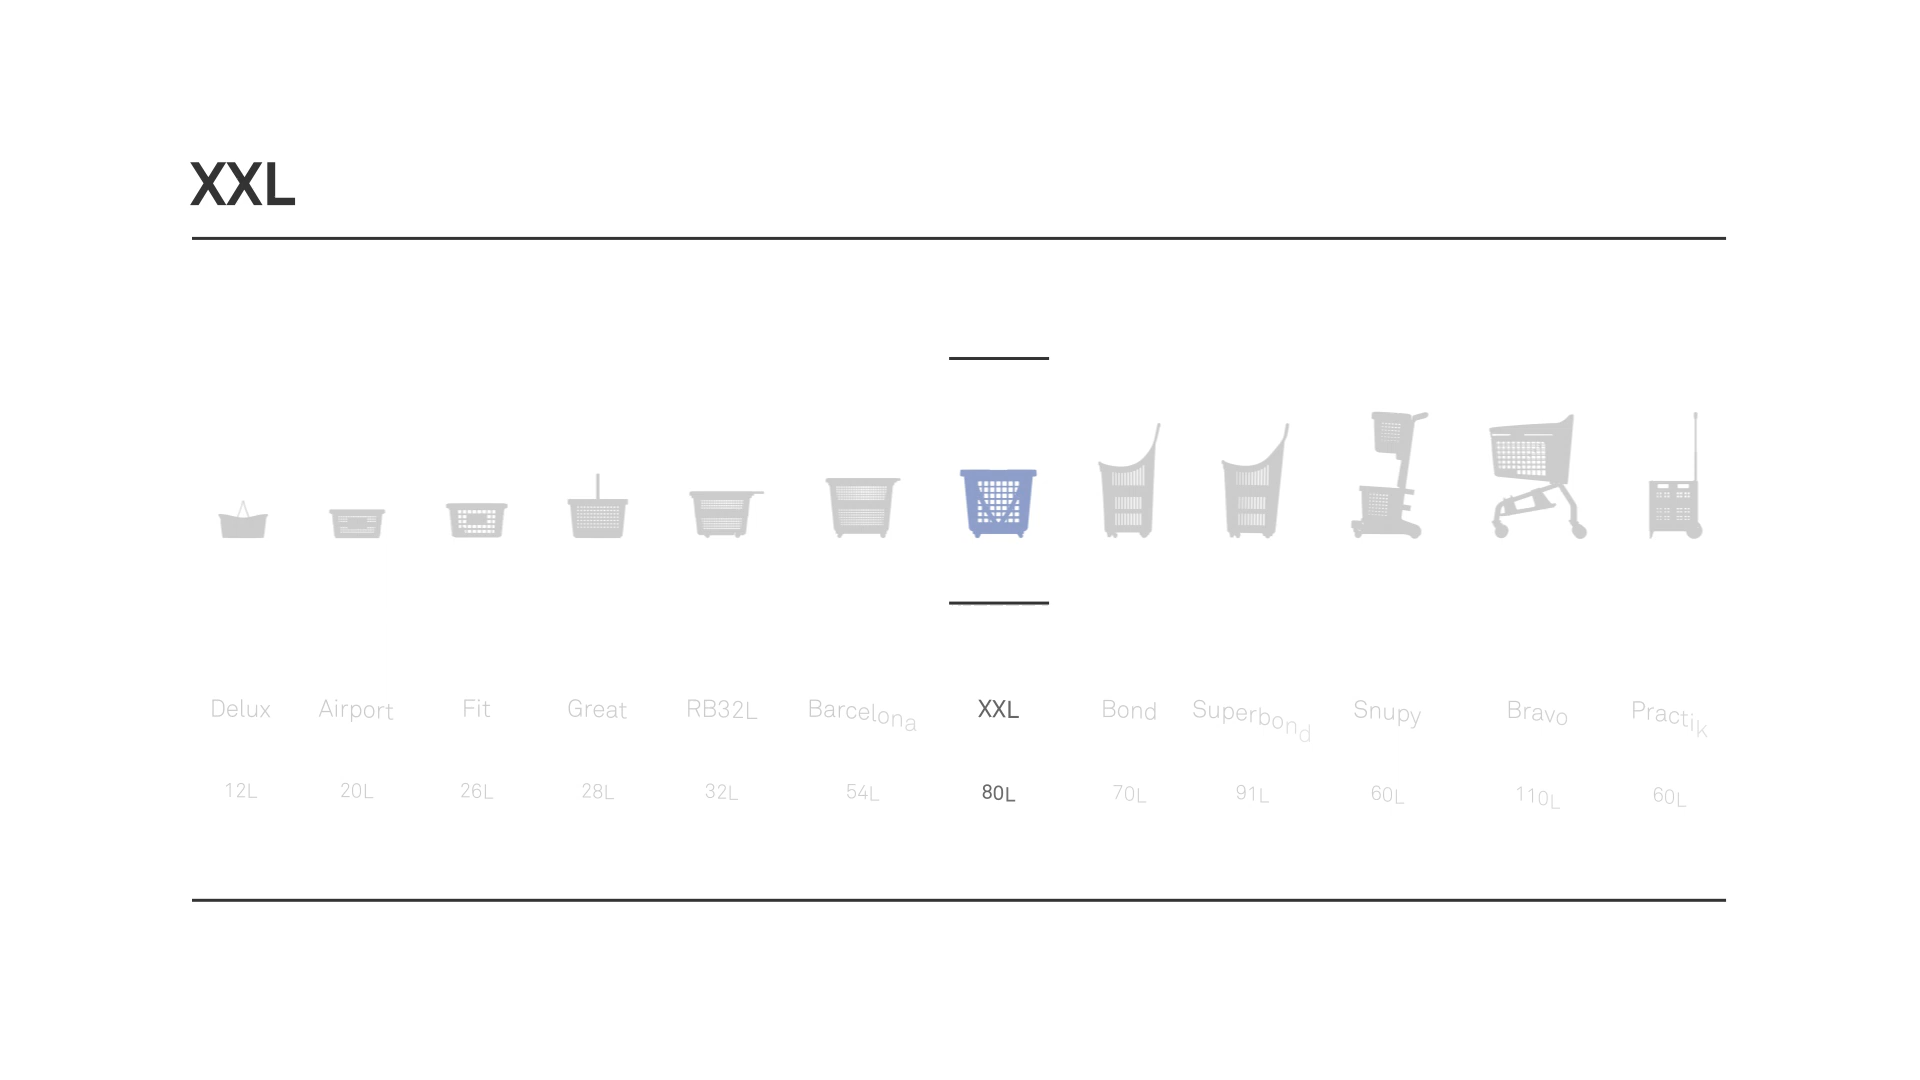 XXL
Delux Airport Fit Great RB32L Barcelona XXL Bond Superbond Snupy Bravo Practik
12L 20L 26L 28L 32L 54L 80L 70L 91L 60L 110L 60L